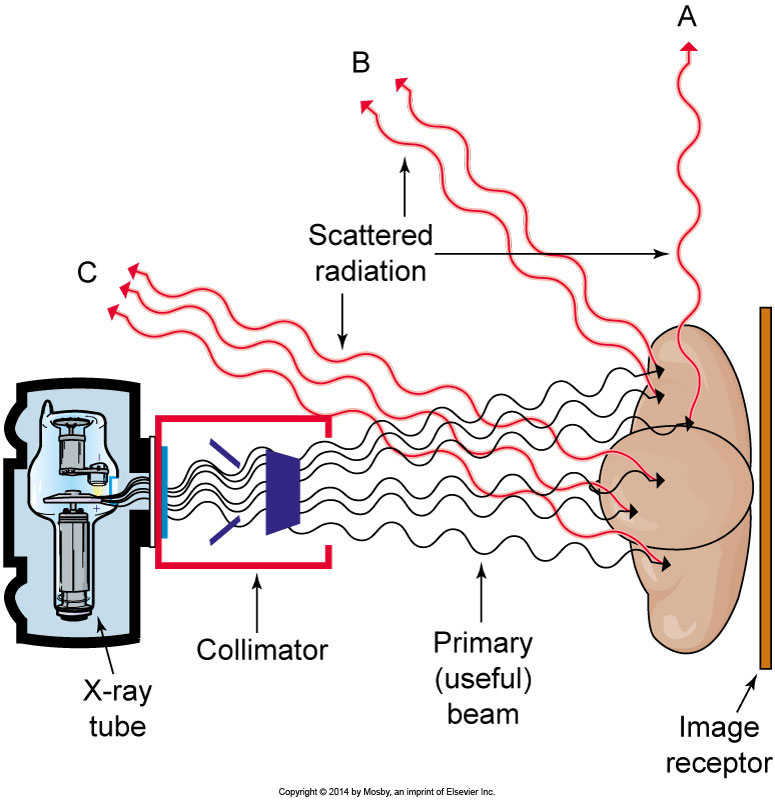 A
B
Scattered
radiation
C
Collimator
Primary
(useful)
beam
X-ray
tube
Image
receptor
Copyright © 2014 by Mosby, an imprint of Elsevier Inc.